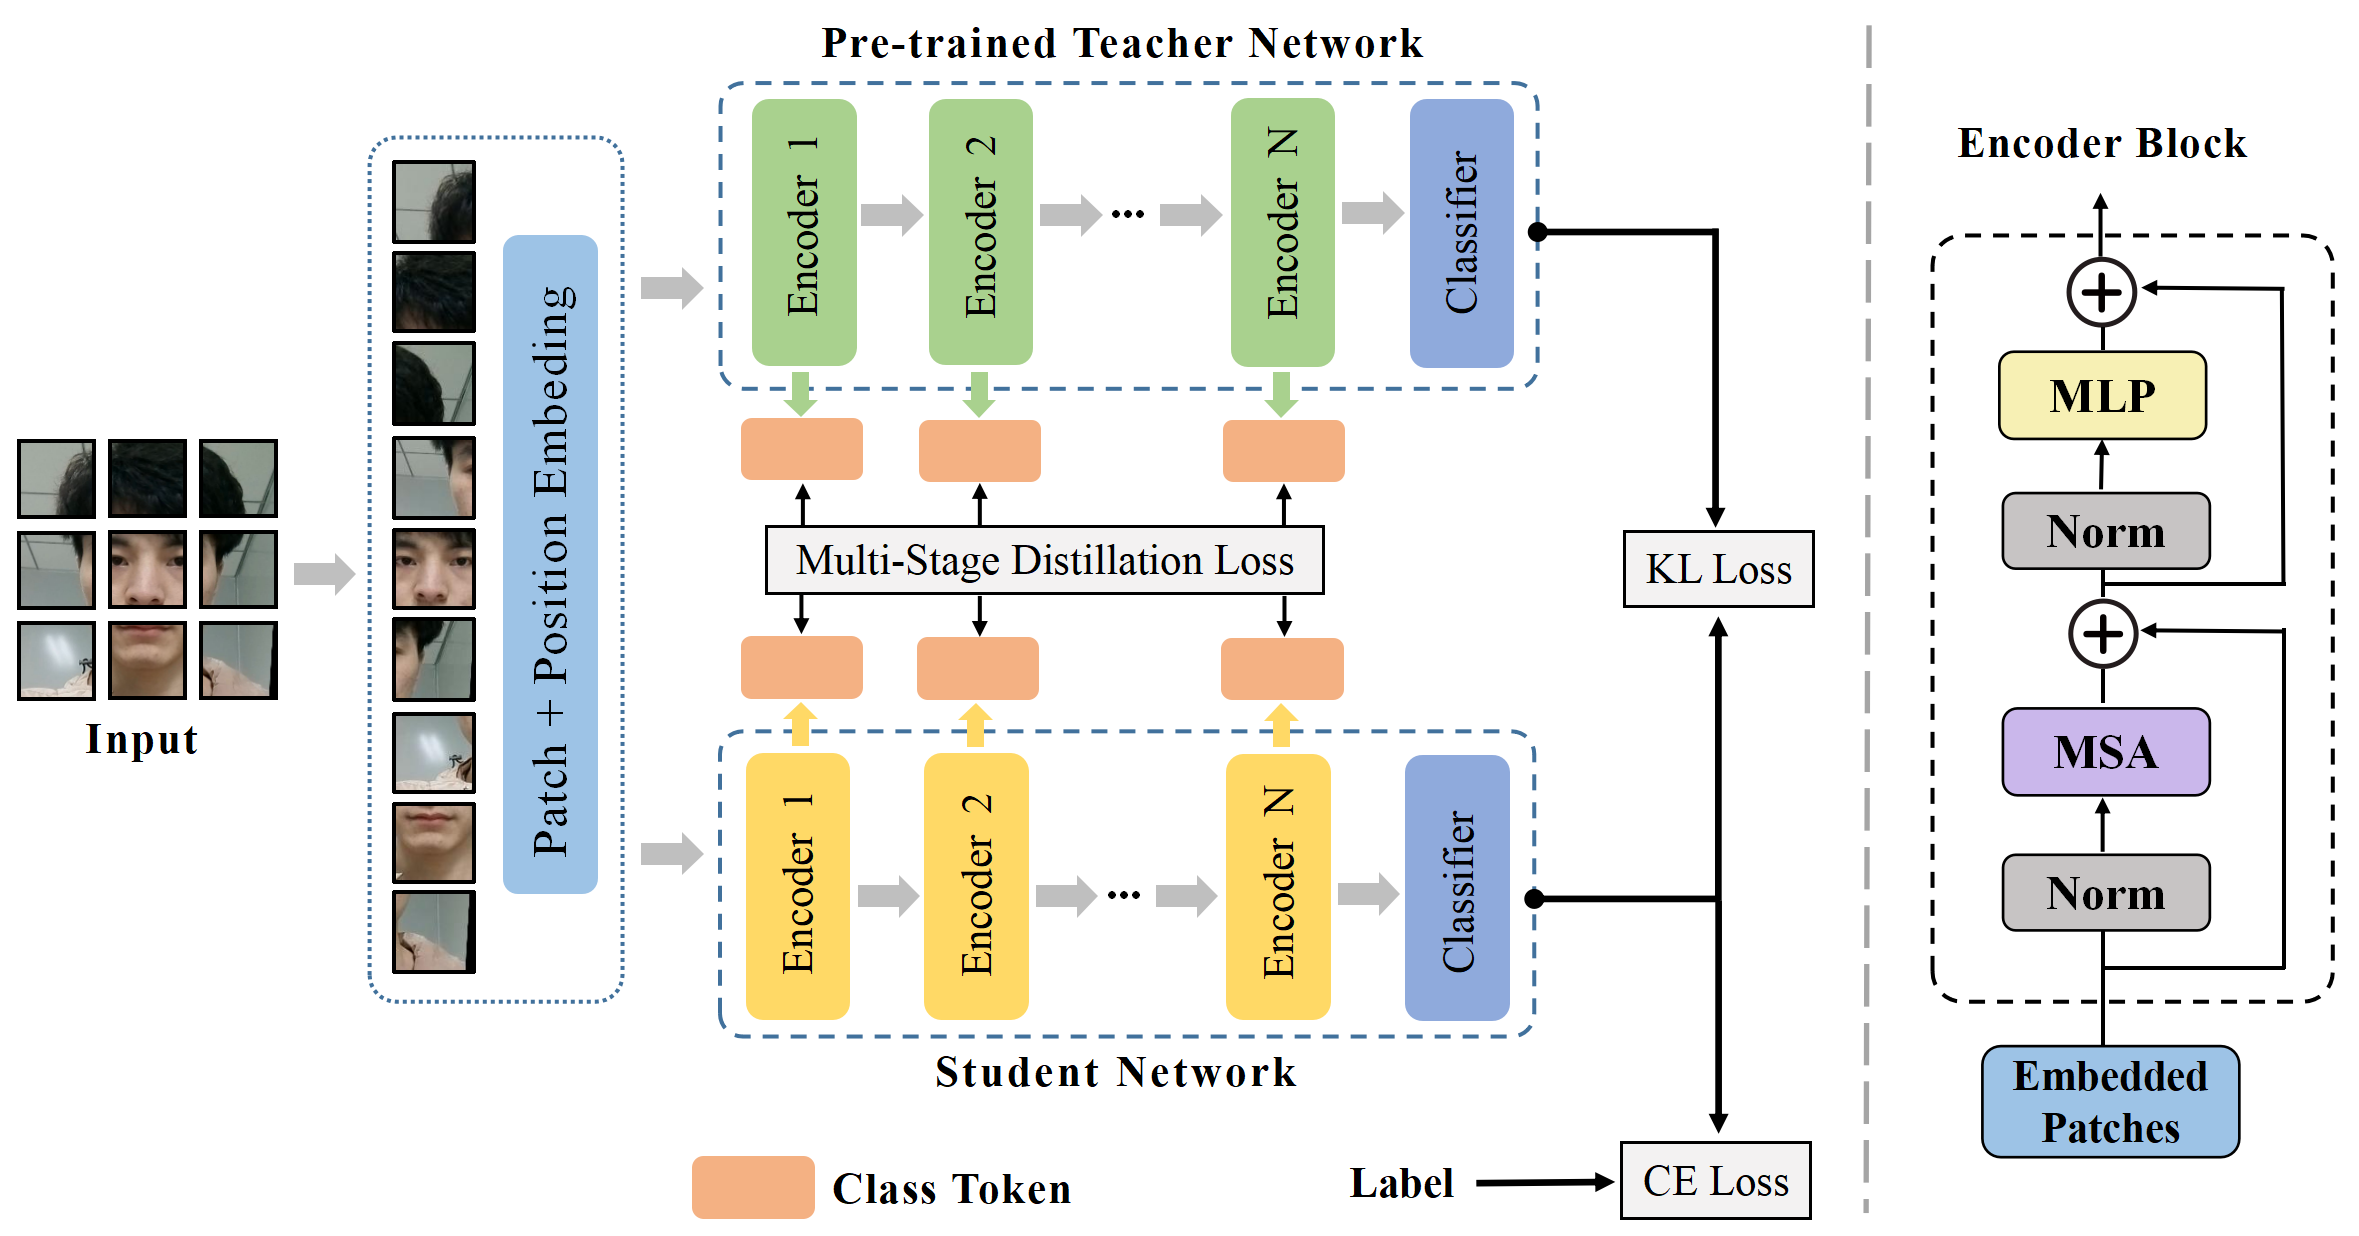 Pre-trained Teacher Network
Encoder 1
Encoder 2
...
Encoder N
Classifier
Patch + Position Embeding
Input
Multi-Stage Distillation Loss
KL Loss
Encoder 1
Encoder 2
...
Encoder N
Classifier
Student Network
Class Token
Label
CE Loss
Encoder Block
MLP
Norm
MSA
Norm
Embedded
Patches